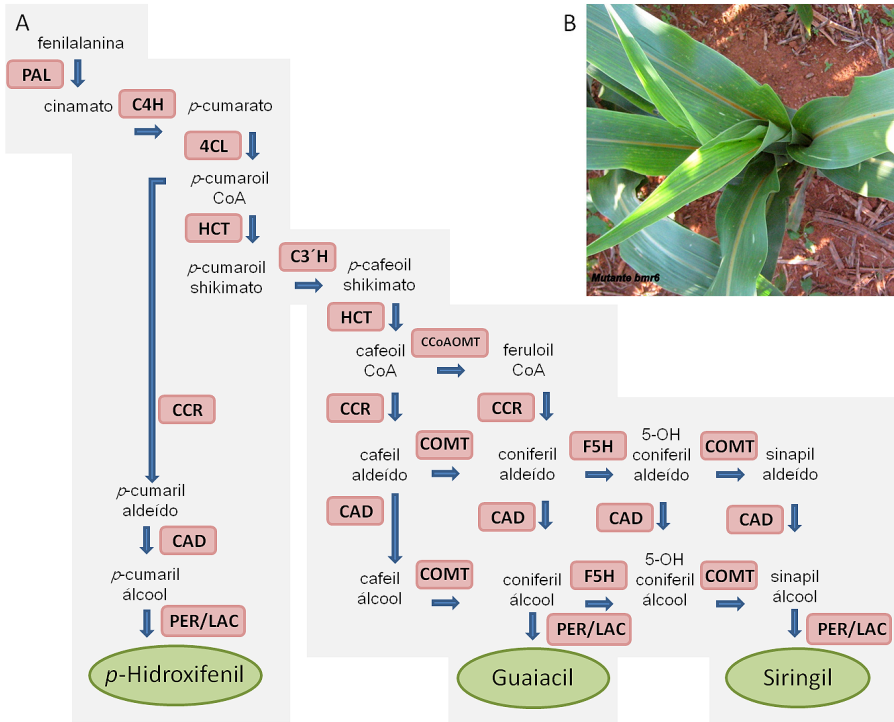 A
B
fenilalanina
PAL
cinamato
C4H
p-cumarato
4CL
p-cumaroil
CoA
HCT
C3´H
p-cumaroil
shikimato
p-cafeoil
shikimato
Mutante bmr6
HCT
CCoAOMT
cafeoil
CoA
feruloil
CoA
CCR
CCR
CCR
cafeil
aldeído
COMT
coniferil
aldeído
F5H
5-OH
coniferil
aldeído
COMT
sinapil
aldeído
p-cumaril
aldeído
CAD
CAD
CAD
CAD
CAD
p-cumaril
álcool
cafeil
álcool
COMT
coniferil
álcool
F5H
5-OH
coniferil
álcool
COMT
sinapil
álcool
PER/LAC
PER/LAC
PER/LAC
p-Hidroxifenil
Guaiacil
Siringil